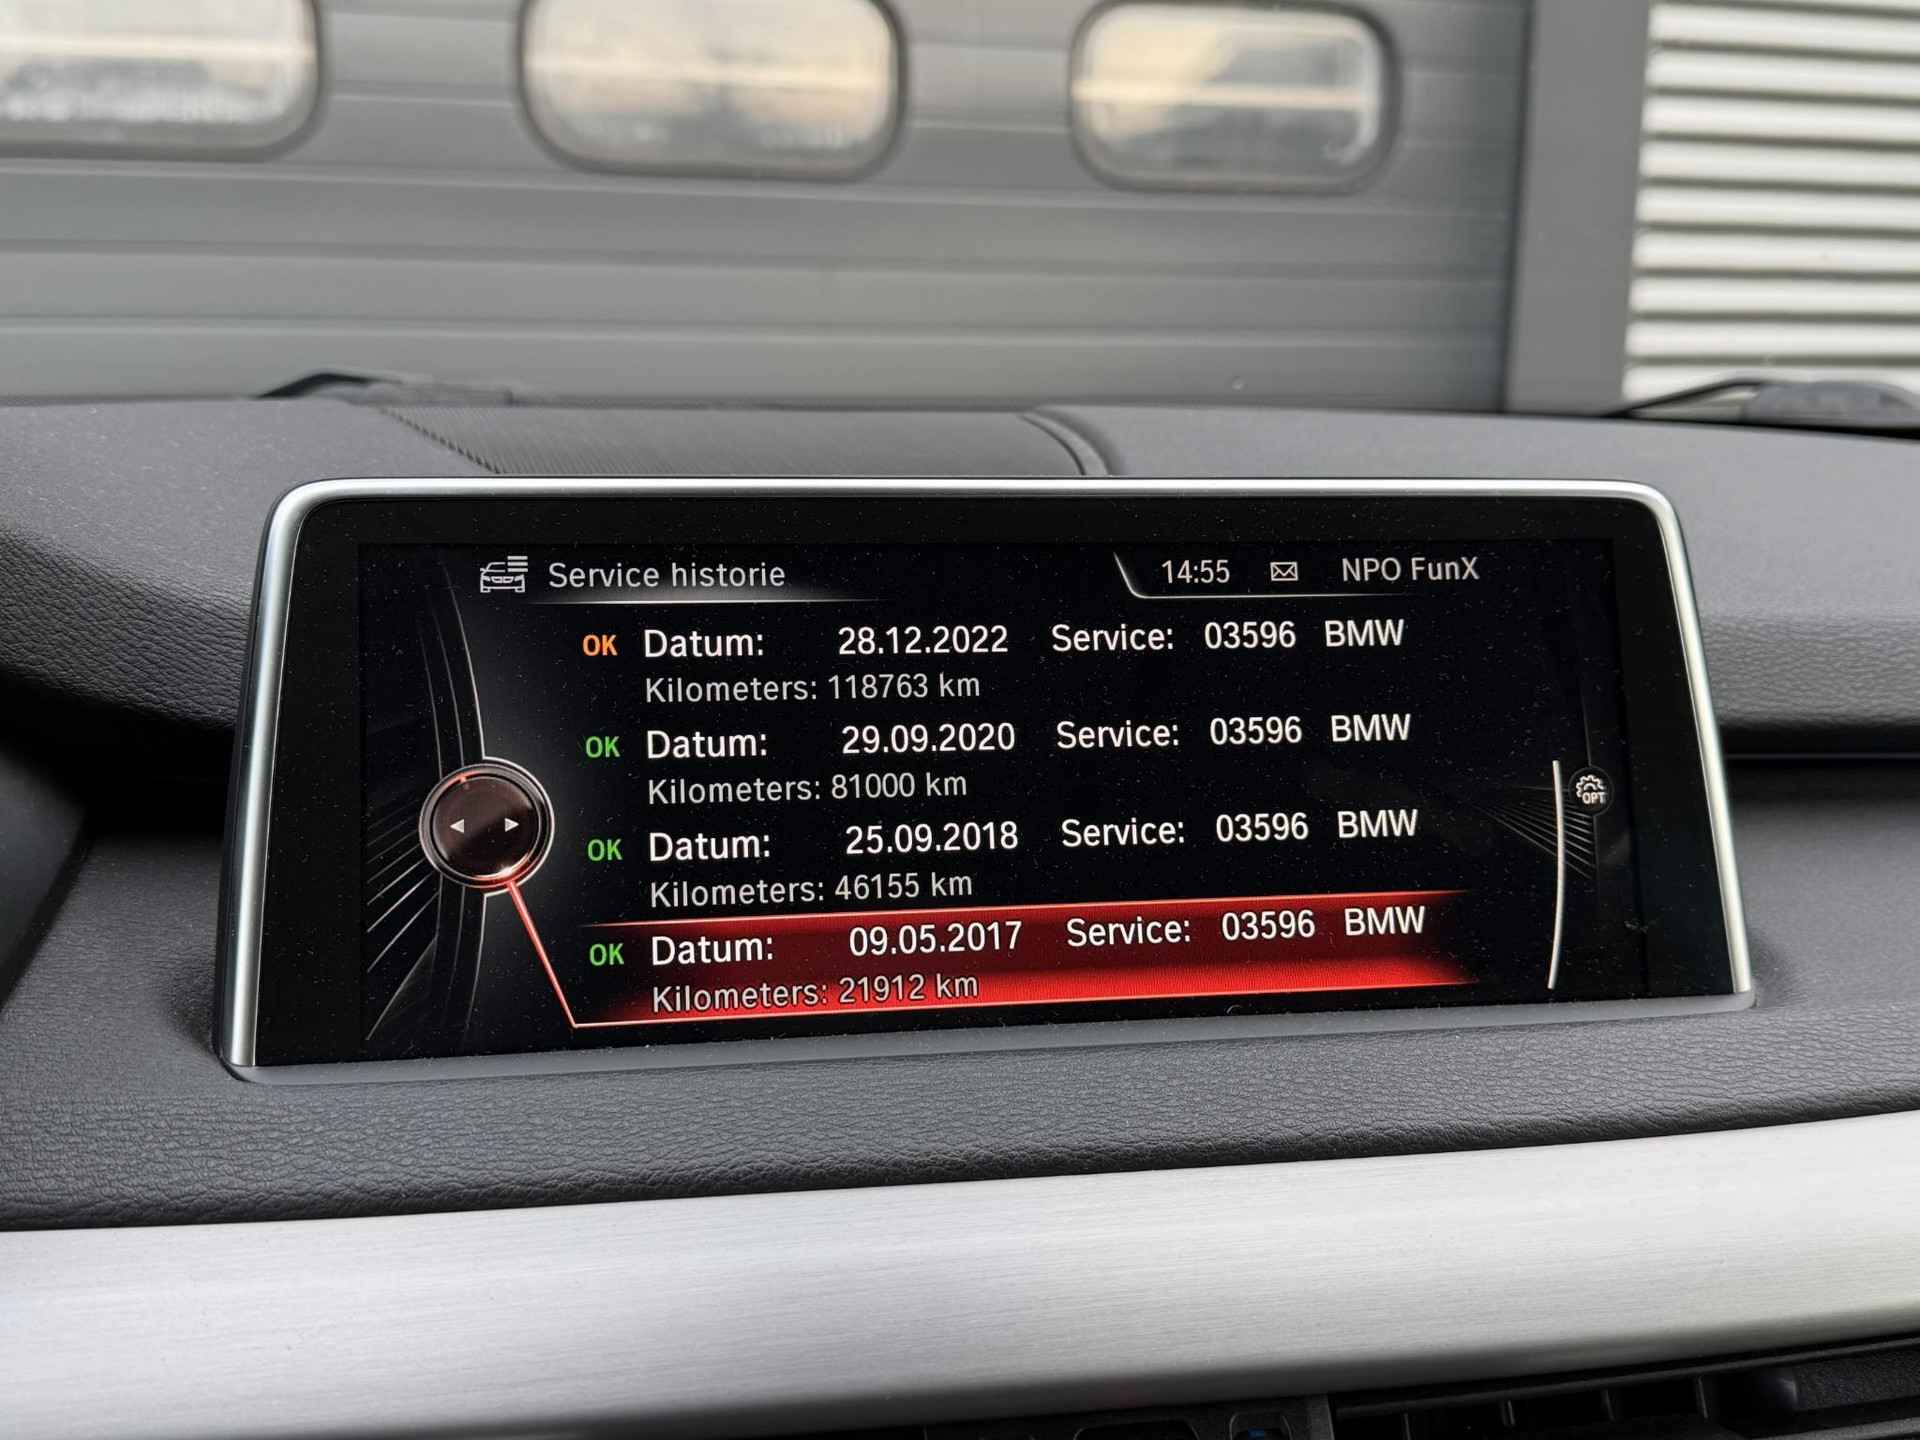 Service historie 14:55 NPO FunX
OK Datum: 28.12.2022 Service: 03596 BMW
Kilometers: 118763 km
OK Datum: 29.09.2020 Service: 03596 BMW
Kilometers: 81000 km
OK Datum: 25.09.2018 Service: 03596 BMW
Kilometers: 46155 km
OK Datum: 09.05.2017 Service: 03596 BMW
Kilometers: 21912 km
OPT